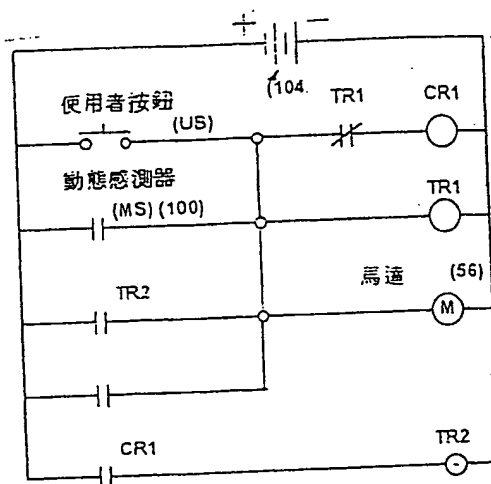 + −
(104.
使用者按鈕
(US)
TR1
CR1
動態感測器
(MS) (100)
TR1
馬達
(56)
TR2
M
CR1
TR2